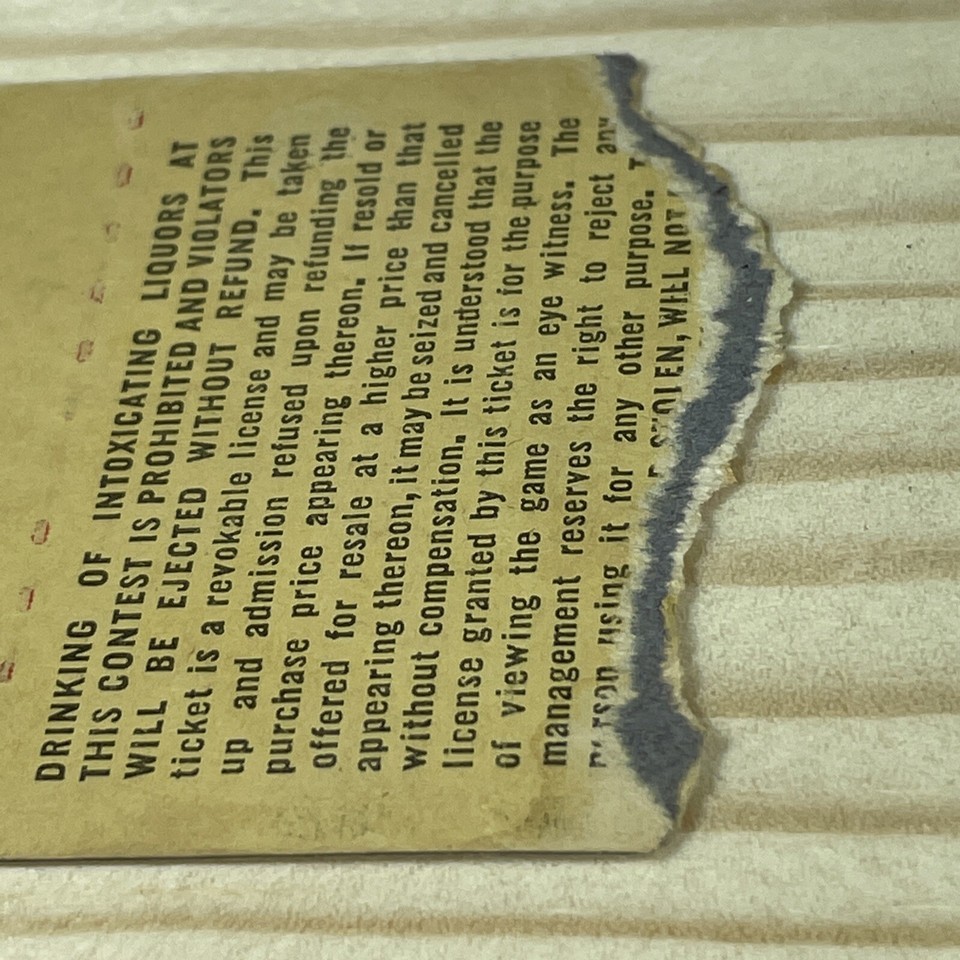 DRINKING OF INTOXICATING LIQUORS AT
THIS CONTEST IS PROHIBITED AND VIOLATORS
WILL BE EJECTED WITHOUT REFUND. This
ticket is a revokable license and may be taken
up and admission refused upon refunding the
purchase price appearing thereon. If resold or
offered for resale at a higher price than that
appearing thereon, it may be seized and cancelled
without compensation. It is understood that the
license granted by this ticket is for the purpose
of viewing the game as an eye witness. The
management reserves the right to reject any
person using it for any other purpose.
STOLEN, WILL NOT